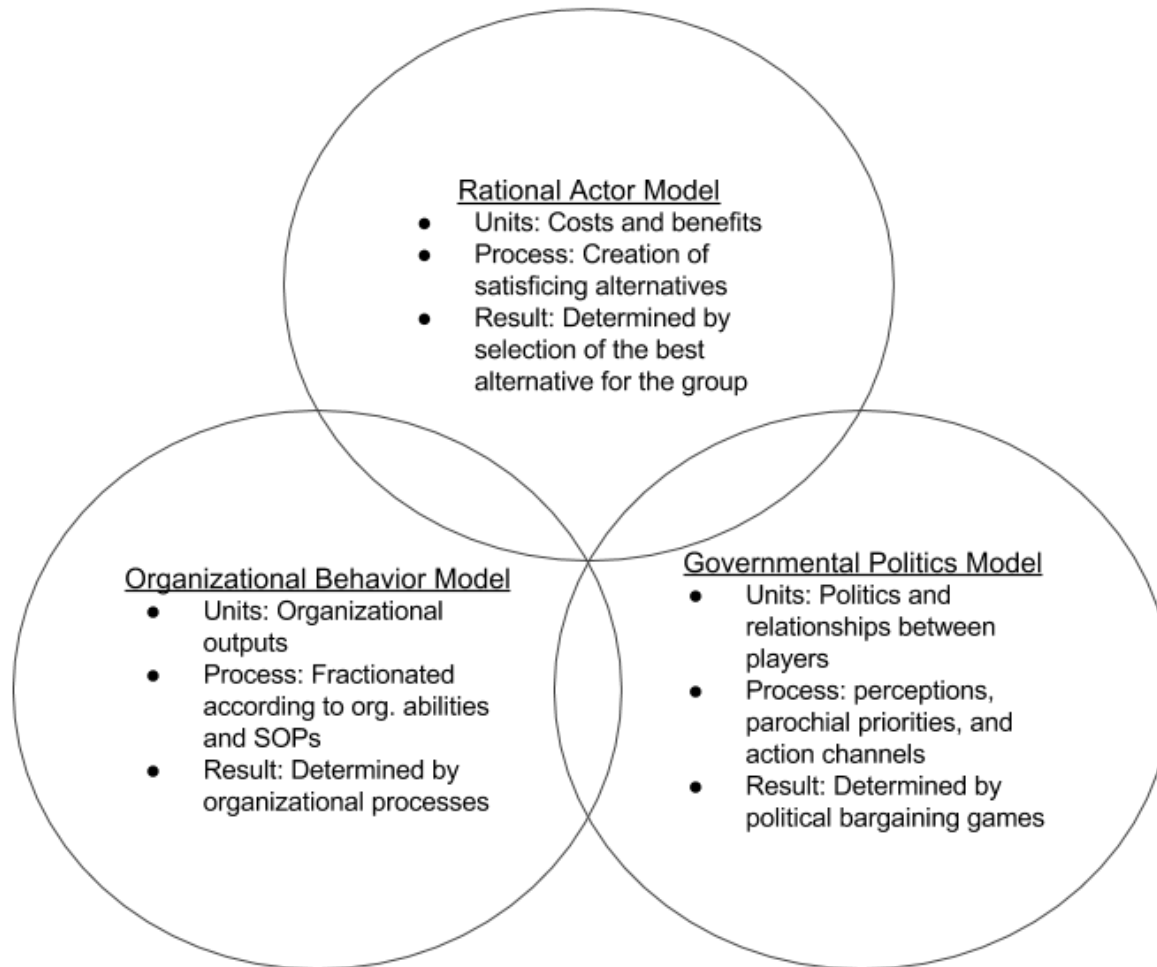 Rational Actor Model
● Units: Costs and benefits
● Process: Creation of
satisficing alternatives
● Result: Determined by
selection of the best
alternative for the group
Organizational Behavior Model
● Units: Organizational
outputs
● Process: Fractionated
according to org. abilities
and SOPs
● Result: Determined by
organizational processes
Governmental Politics Model
● Units: Politics and
relationships between
players
● Process: perceptions,
parochial priorities, and
action channels
● Result: Determined by
political bargaining games